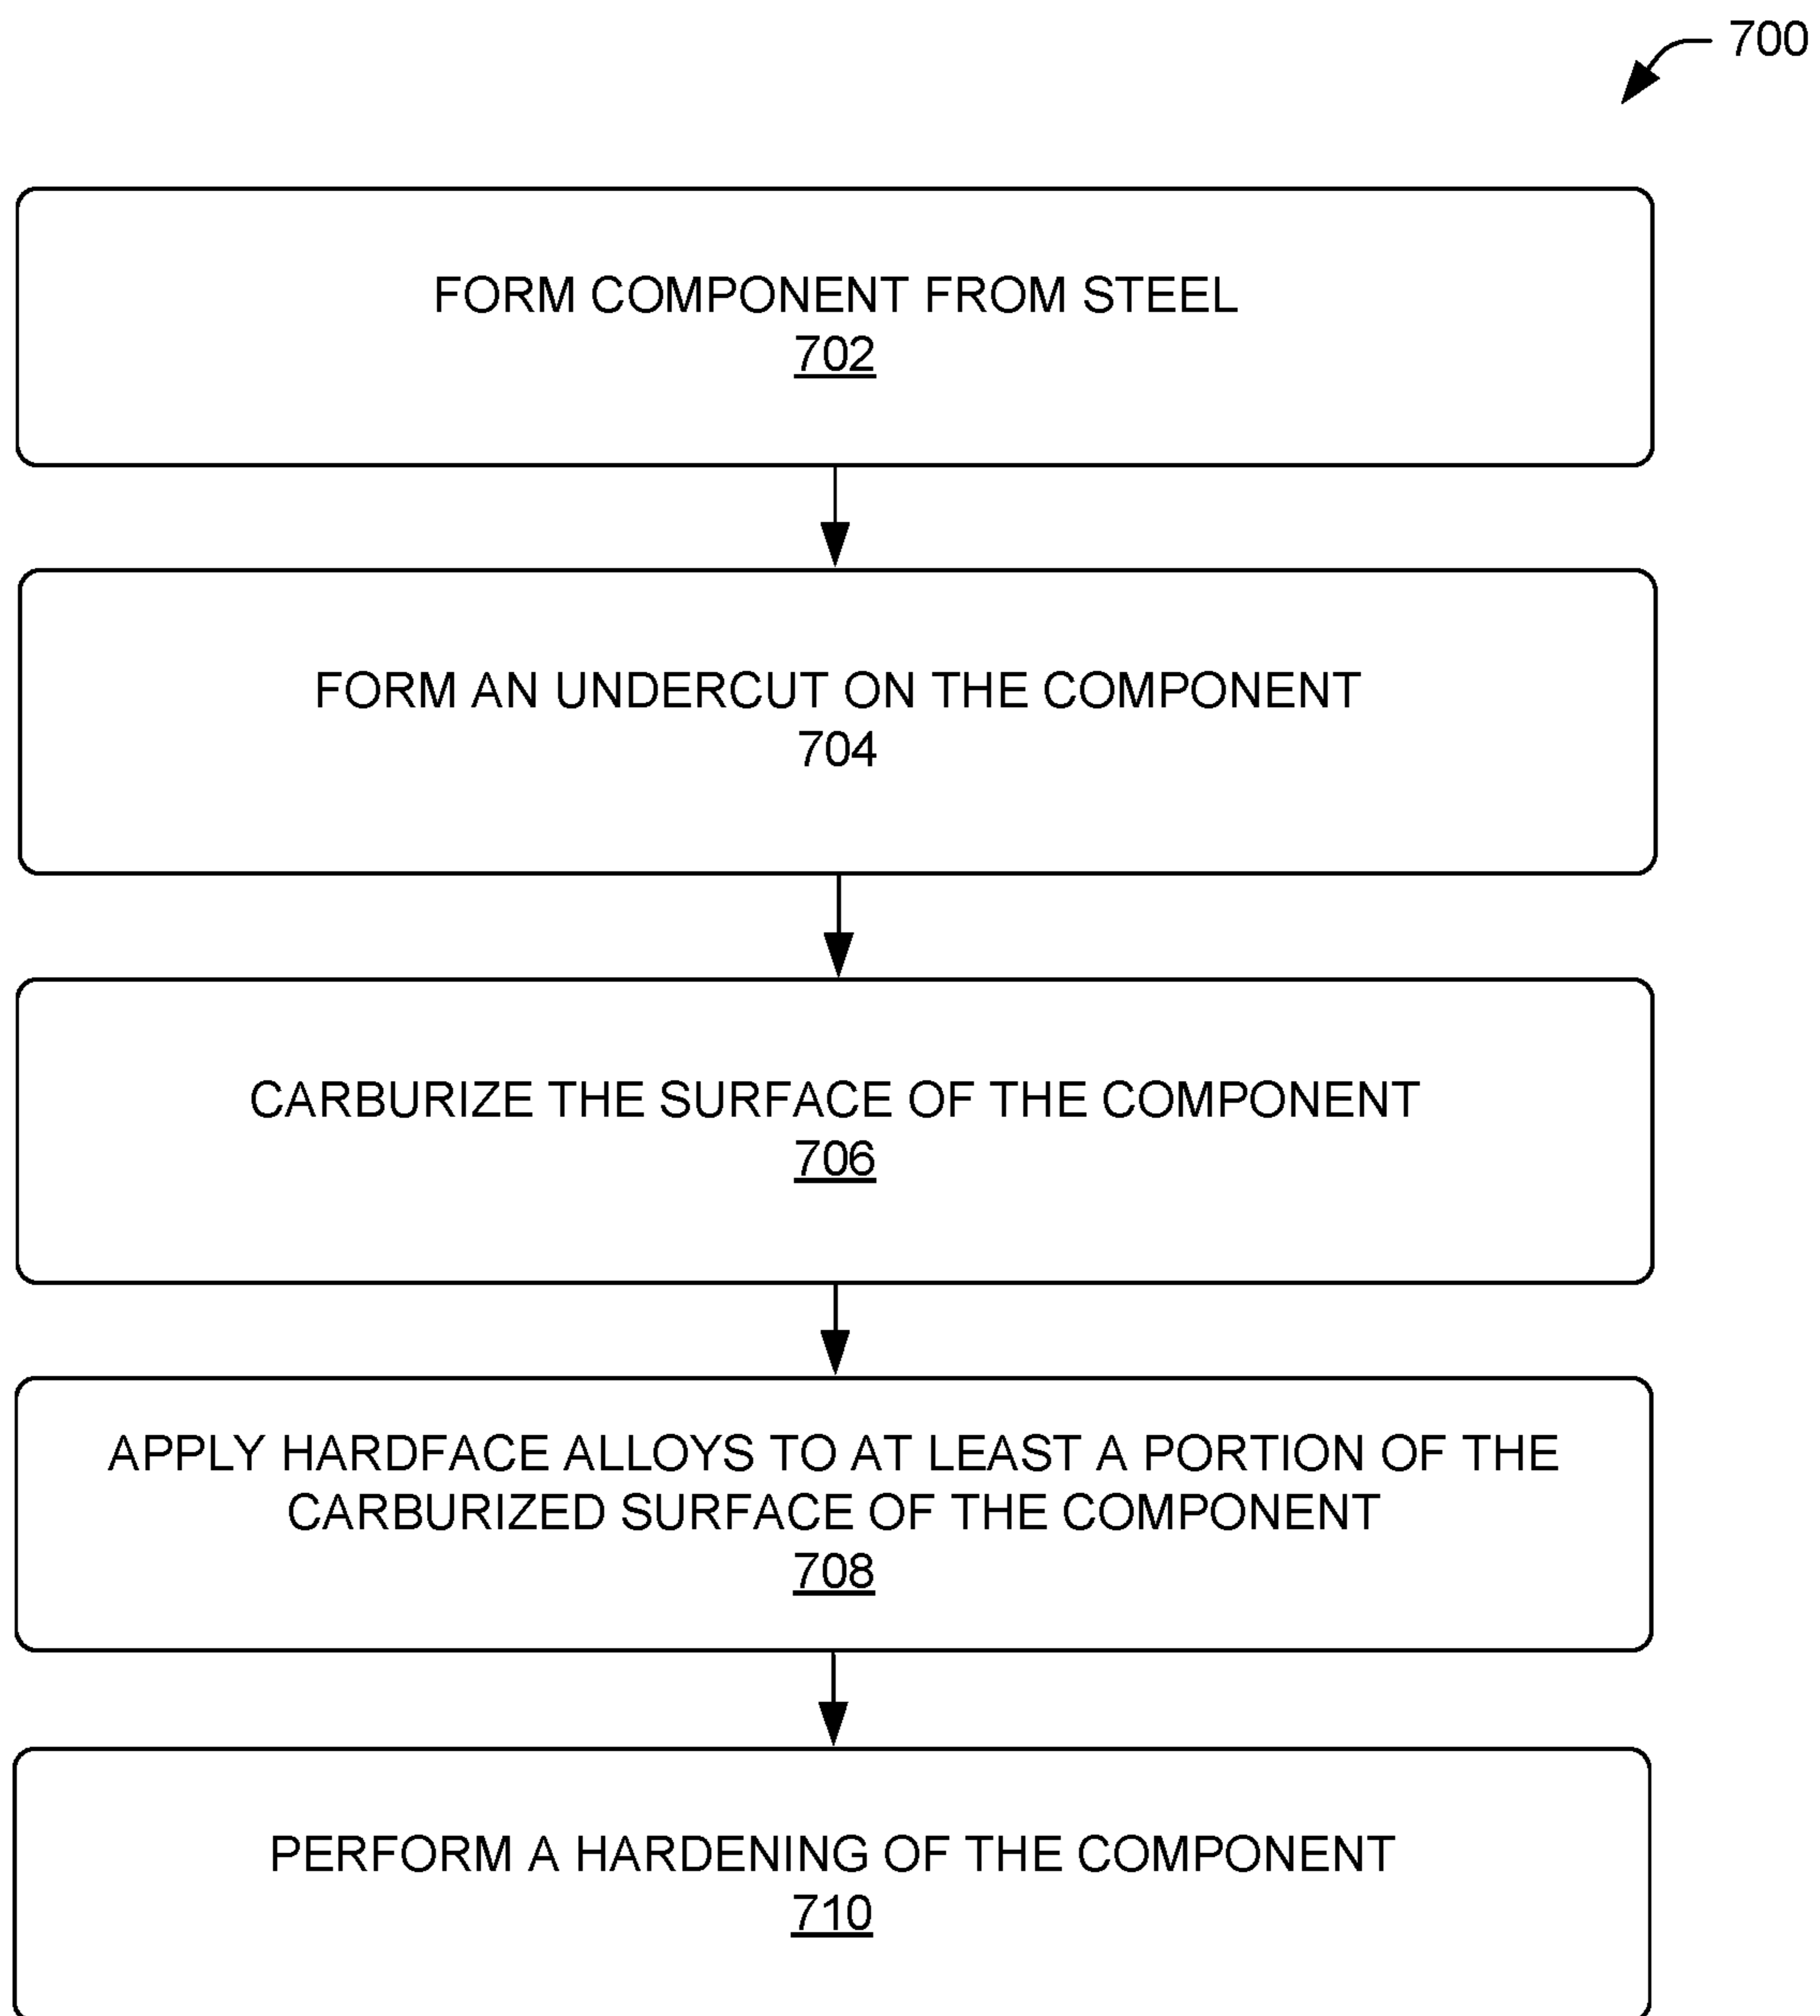 700
FORM COMPONENT FROM STEEL
702
FORM AN UNDERCUT ON THE COMPONENT
704
CARBURIZE THE SURFACE OF THE COMPONENT
706
APPLY HARDFACE ALLOYS TO AT LEAST A PORTION OF THE
CARBURIZED SURFACE OF THE COMPONENT
708
PERFORM A HARDENING OF THE COMPONENT
710